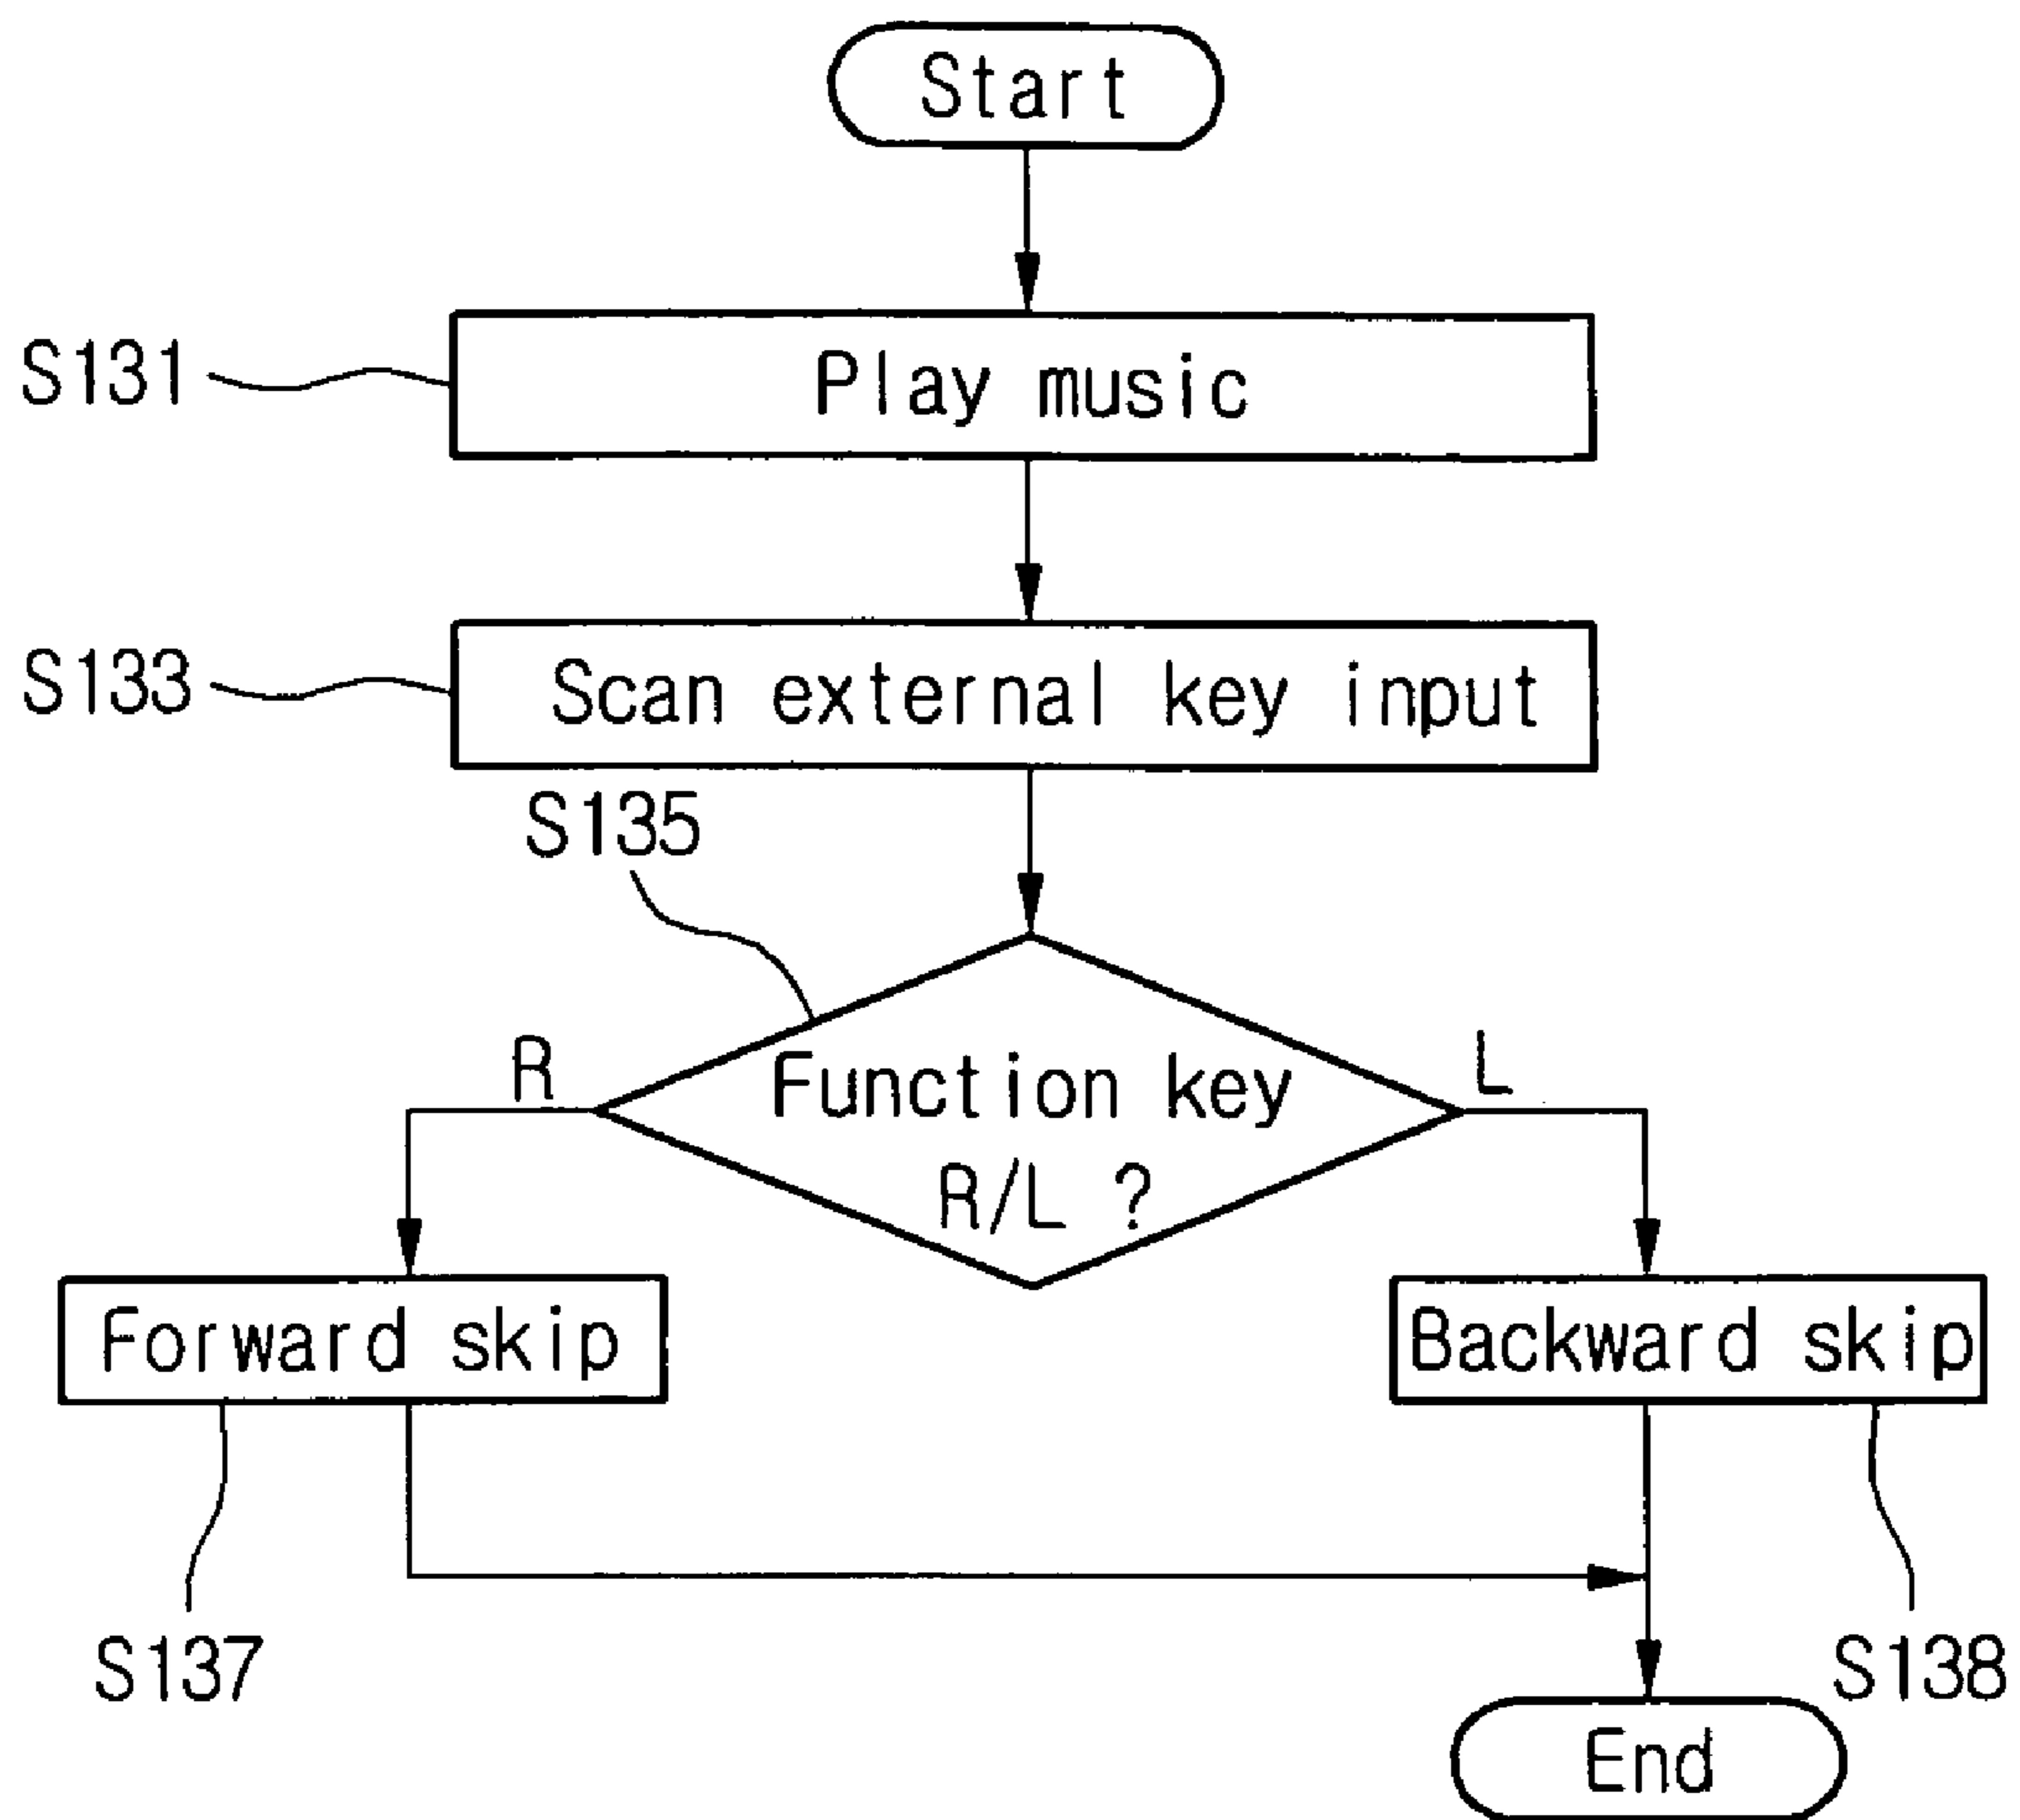 Start
S131
Play music
S133
Scan external key input
S135
R
Function key
R/L ?
L
Forward skip
Backward skip
S137
S138
End